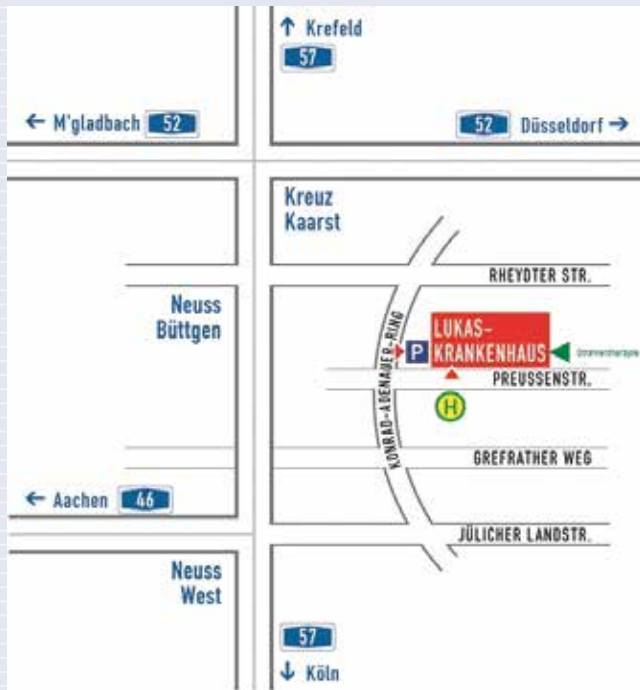 ↑ Krefeld
57
← M'gladbach 52
52 Düsseldorf →
Kreuz
Kaarst
RHEYDTER STR.
Neuss
Büttgen
KONRAD-ADENAUER-RING
P
LUKAS-
KRANKENHAUS
PREUSSENSTR.
H
GREFRATHER WEG
← Aachen 46
JÜLICHER LANDSTR.
Neuss
West
57
↓ Köln